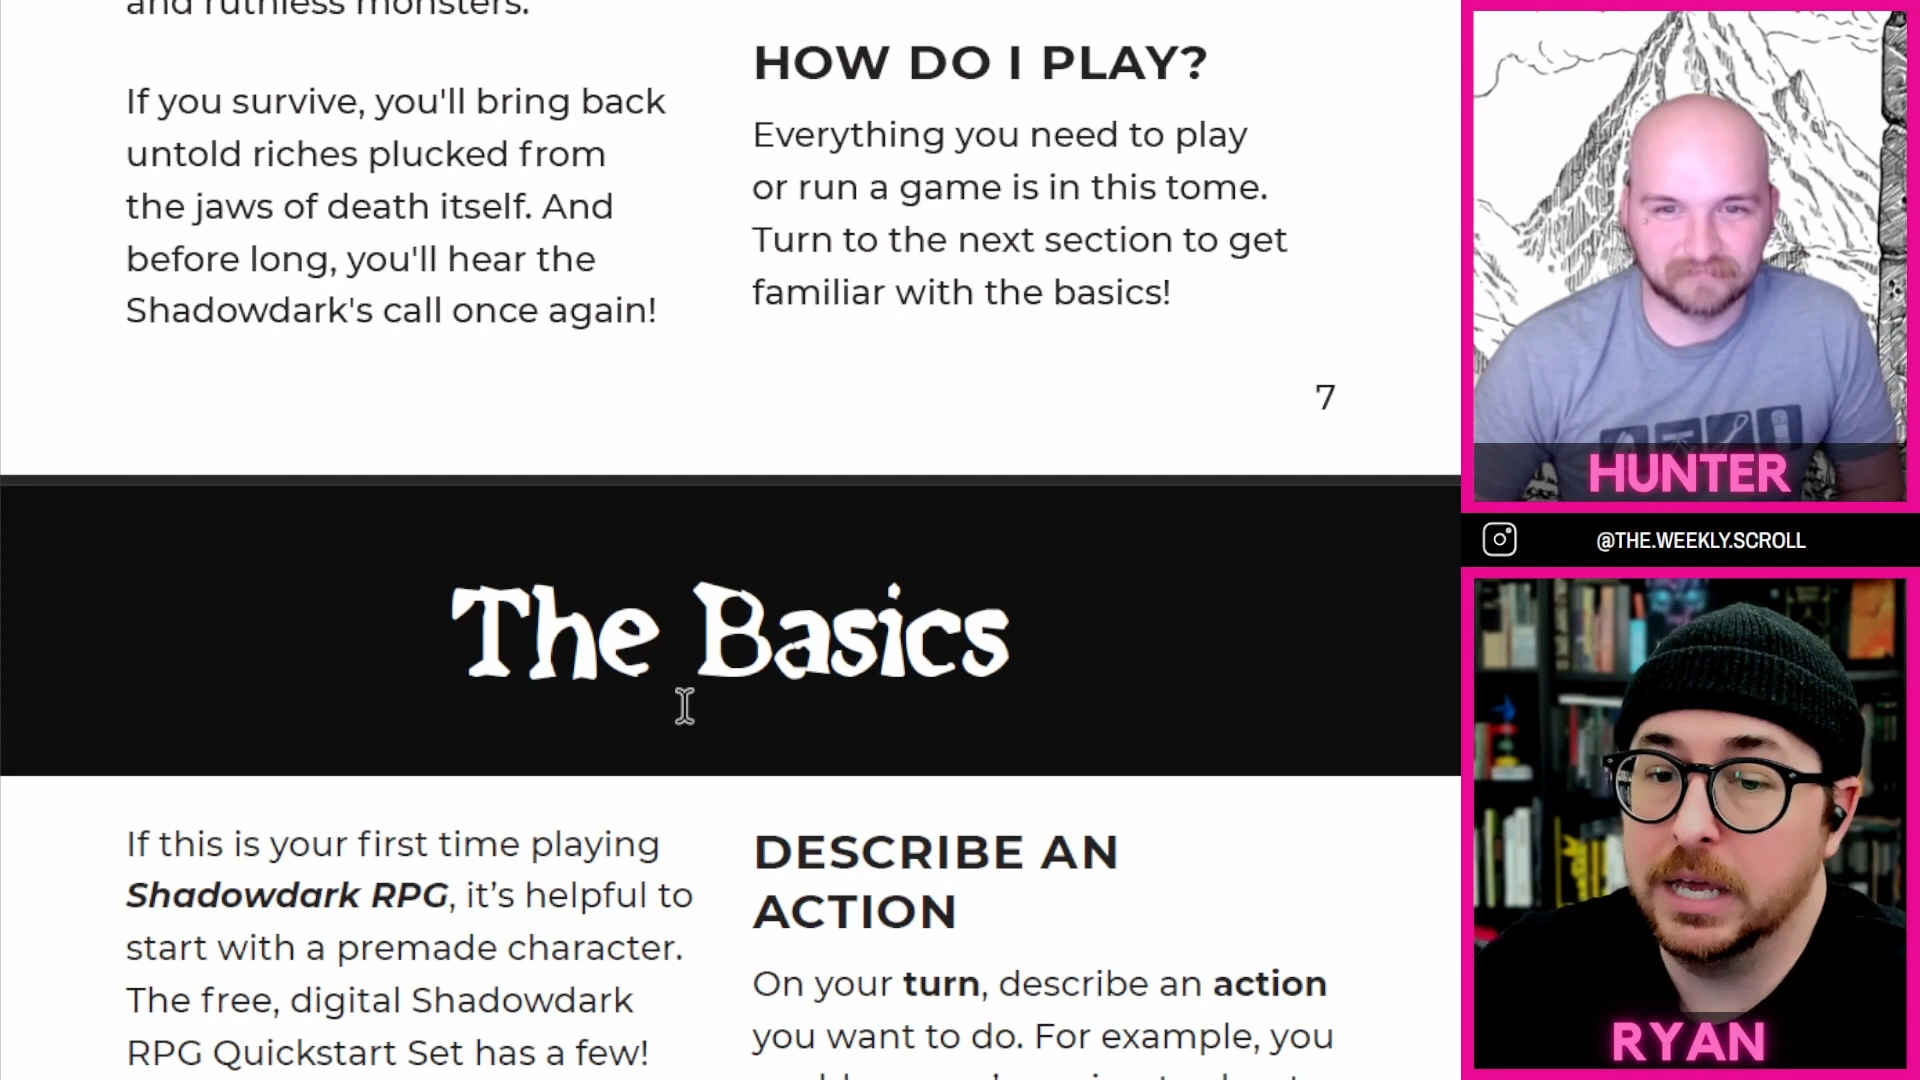 and ruthless monsters.
If you survive, you'll bring back
untold riches plucked from
the jaws of death itself. And
before long, you'll hear the
Shadowdark's call once again!
HOW DO I PLAY?
Everything you need to play
or run a game is in this tome.
Turn to the next section to get
familiar with the basics!
7
The Basics
If this is your first time playing
Shadowdark RPG, it’s helpful to
start with a premade character.
The free, digital Shadowdark
RPG Quickstart Set has a few!
DESCRIBE AN
ACTION
On your turn, describe an action
you want to do. For example, you
HUNTER
@THE.WEEKLY.SCROLL
RYAN